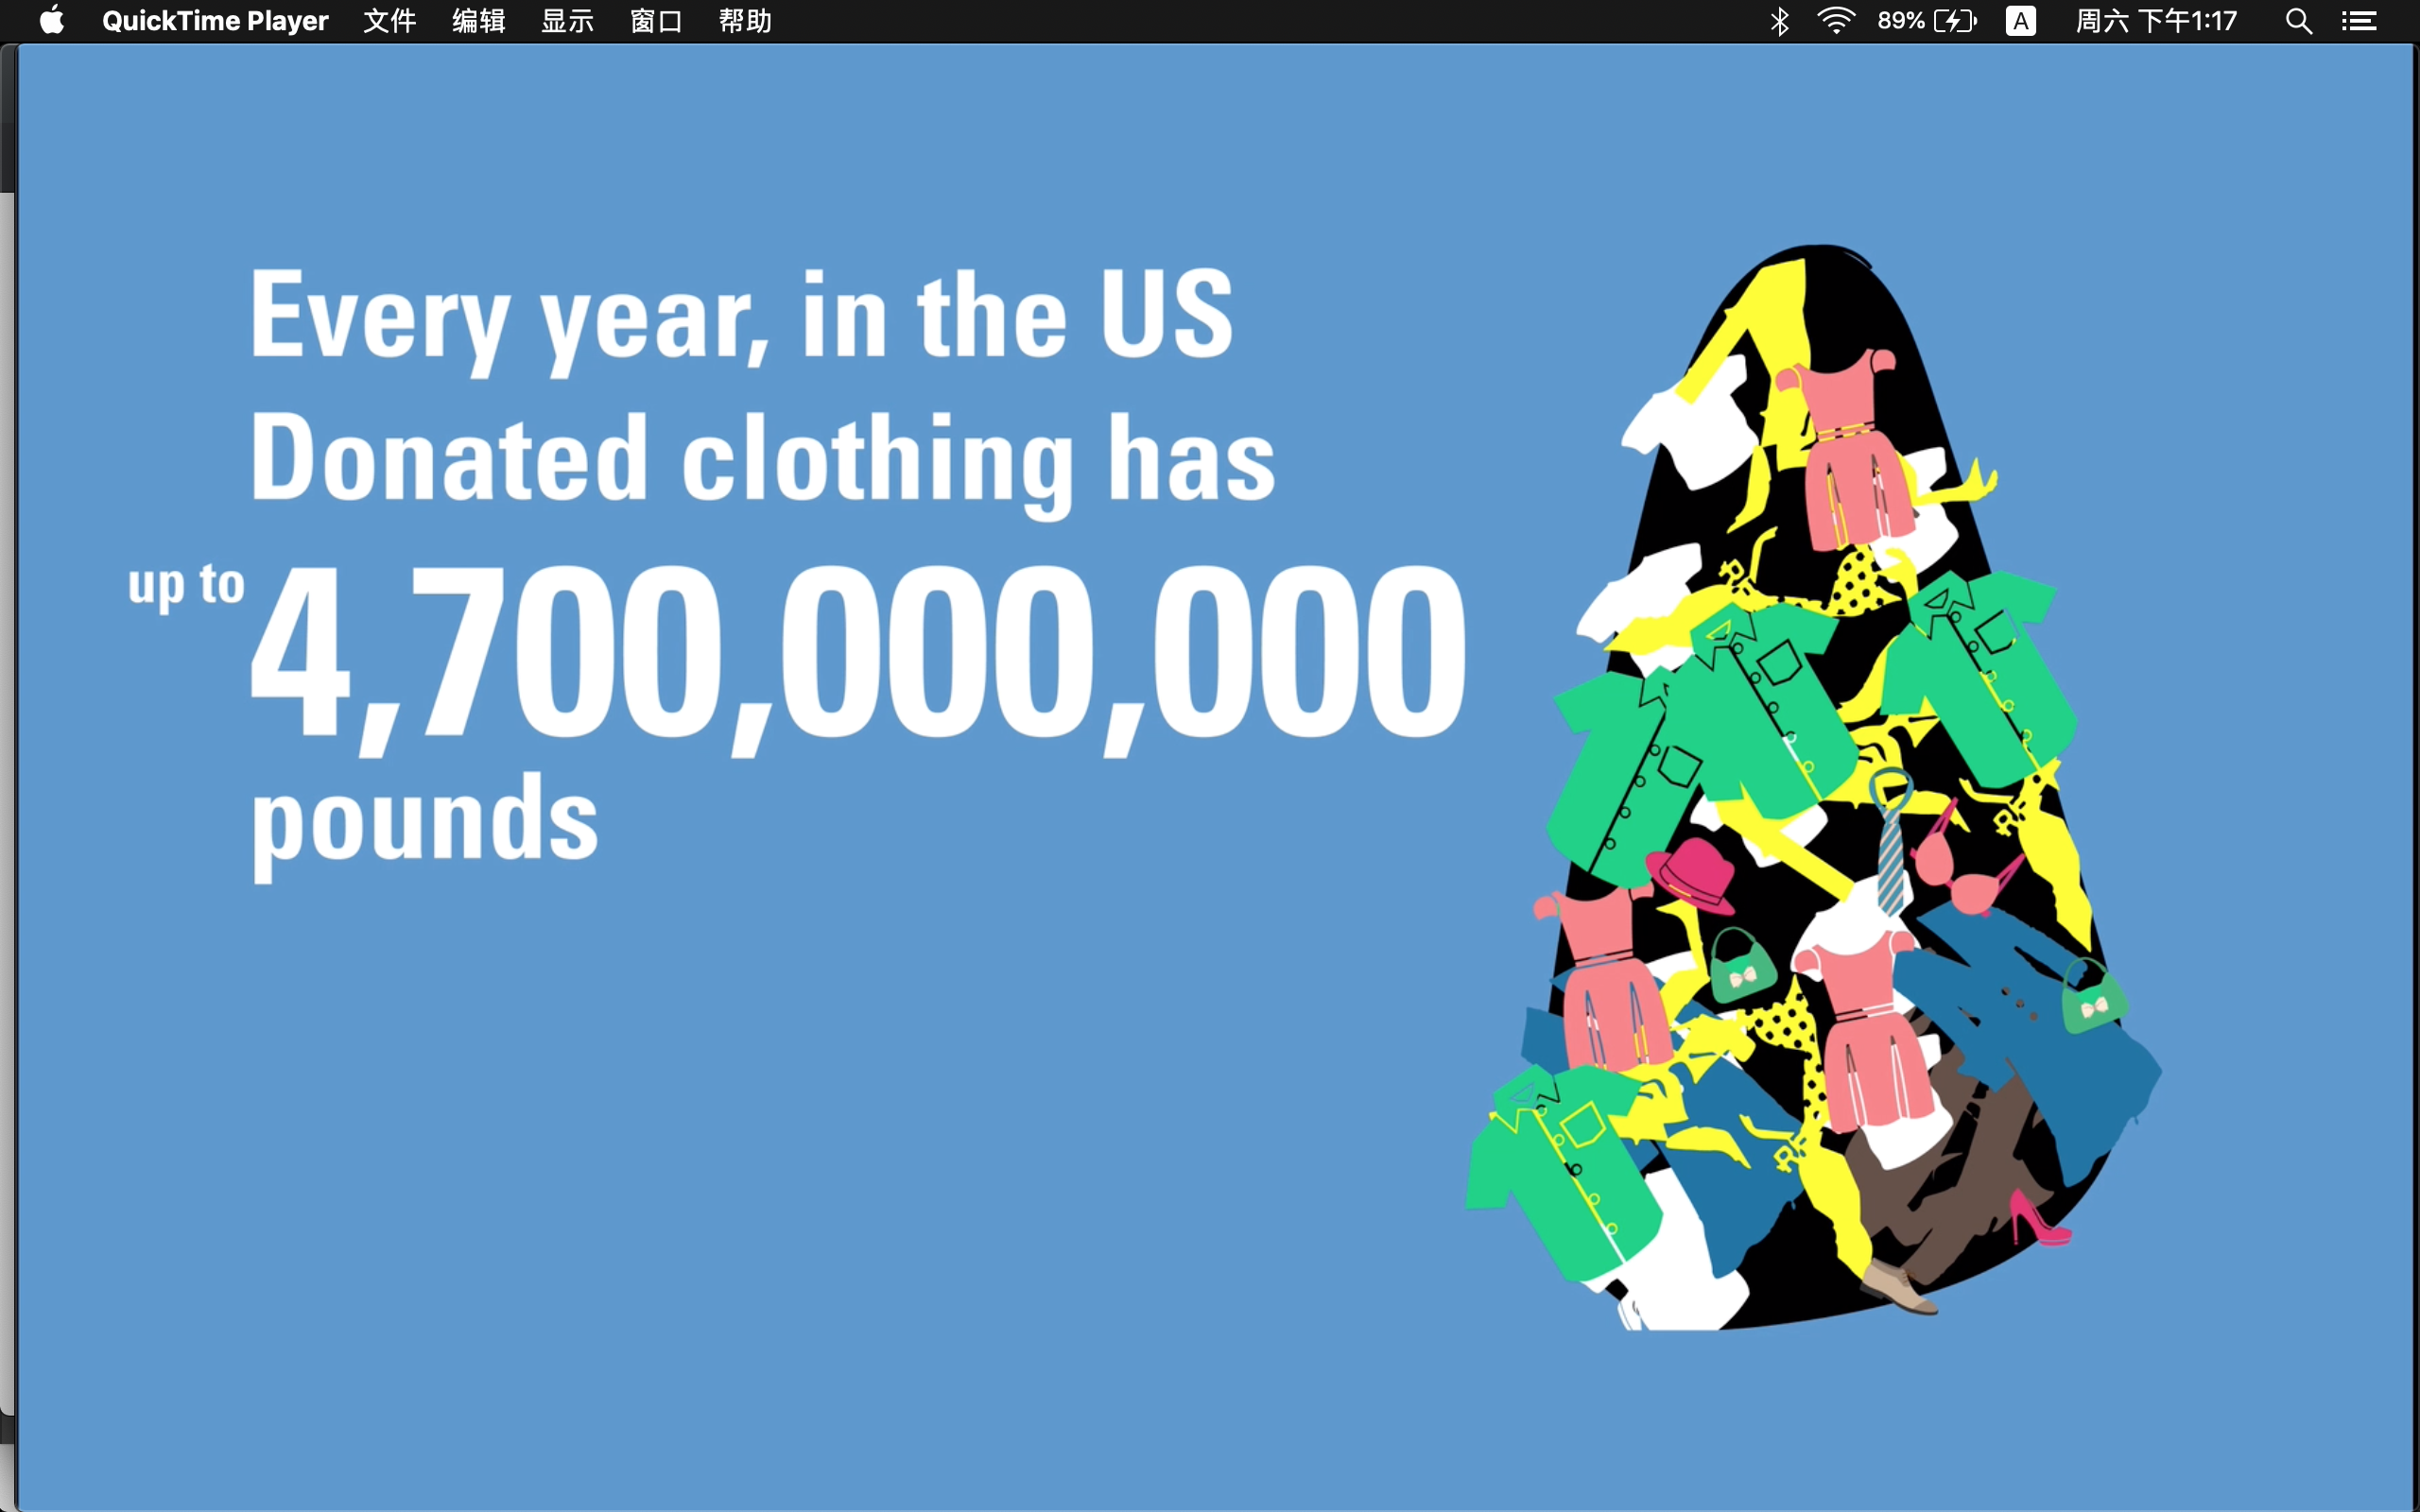 QuickTime Player 文件 编辑 显示 窗口 帮助 89% A 周六 下午1:17
Every year, in the US
Donated clothing has
up to 4,700,000,000
pounds